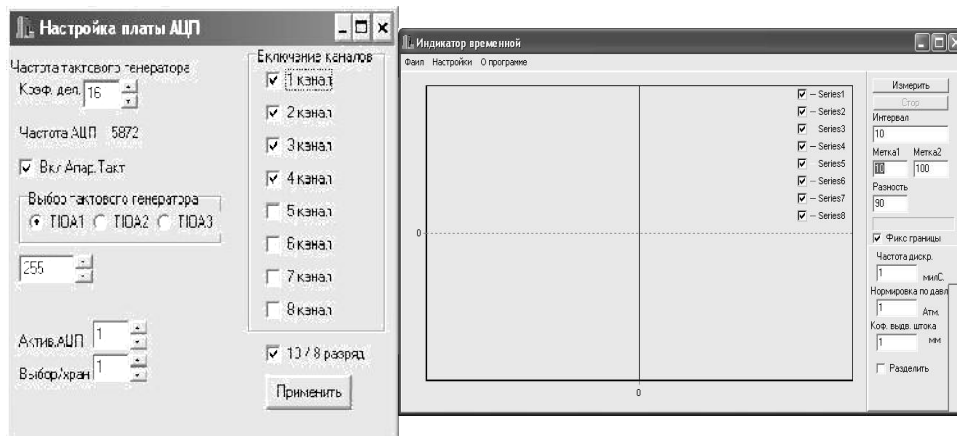 Настройка платы АЦП
Частота тактового генератора
Коэф. дел. 16
Частота АЦП 5872
Вкл Апар.Такт
Выбор тактового генератора
TIOA1 TIOA2 TIOA3
255
Актив.АЦП 1
Выбор/хран 1
Включение каналов
1 канал
2 канал
3 канал
4 канал
5 канал
6 канал
7 канал
8 канал
10 / 8 разряд
Применить
Индикатор временной
Фаил Настройки О програмне
Series1
Series2
Series3
Series4
Series5
Series6
Series7
Series8
0
0
Измерить
Стор
Интервал
10
Метка1 Метка2
10 100
Разность
90
Фикс границы
Частота дискр.
1 милС.
Нормировка по давл
1 Атм.
Коф. выдв. штока
1 мм
Разделить